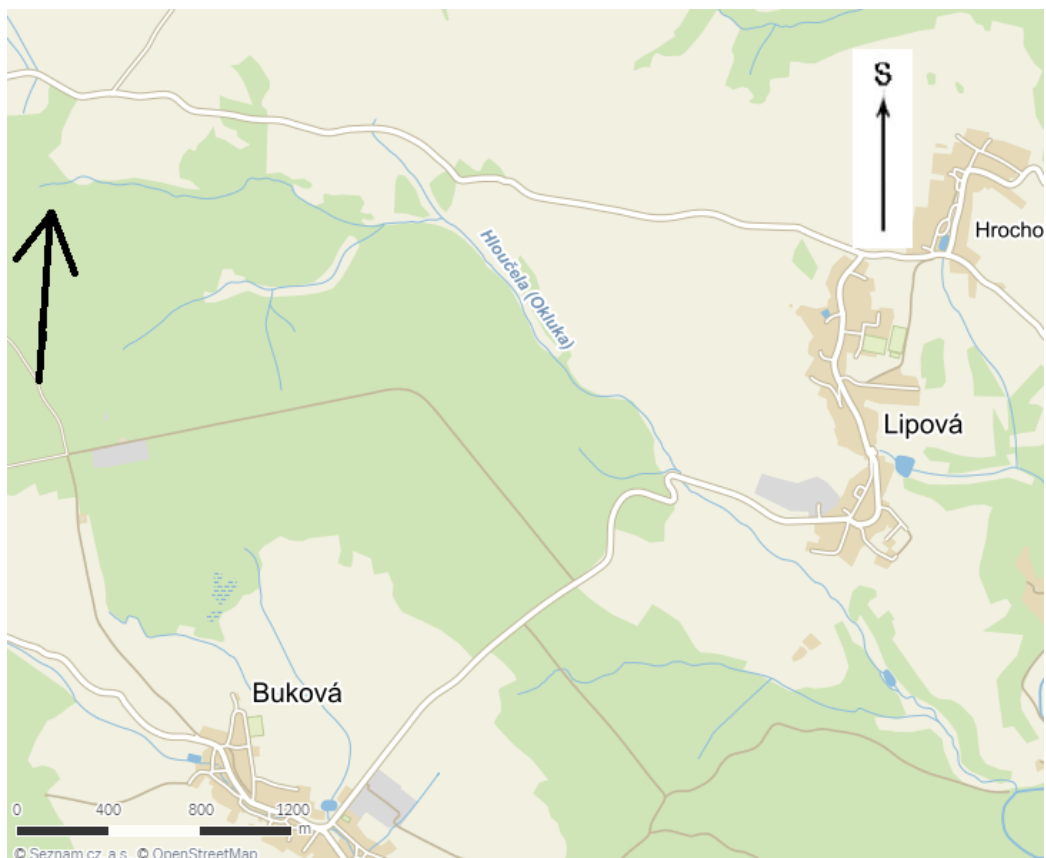 S
Hrocho
Hloučela (Okluka)
Lipová
Buková
0 400 800 1200
m
© Seznam.cz, a.s., © OpenStreetMap